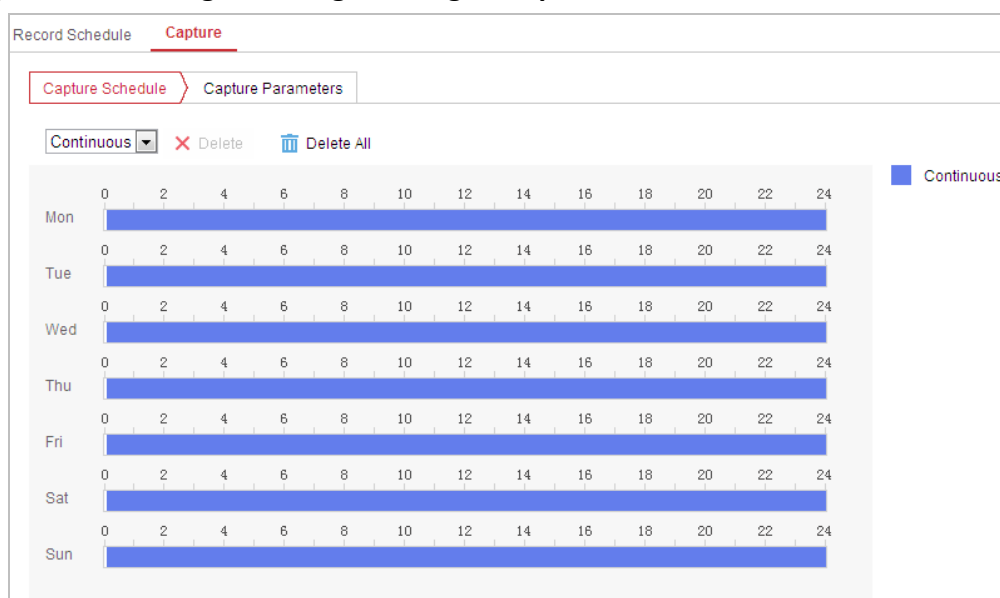 Record Schedule Capture
Capture Schedule Capture Parameters
Continuous Delete Delete All
Continuous
0 2 4 6 8 10 12 14 16 18 20 22 24
Mon
0 2 4 6 8 10 12 14 16 18 20 22 24
Tue
0 2 4 6 8 10 12 14 16 18 20 22 24
Wed
0 2 4 6 8 10 12 14 16 18 20 22 24
Thu
0 2 4 6 8 10 12 14 16 18 20 22 24
Fri
0 2 4 6 8 10 12 14 16 18 20 22 24
Sat
0 2 4 6 8 10 12 14 16 18 20 22 24
Sun